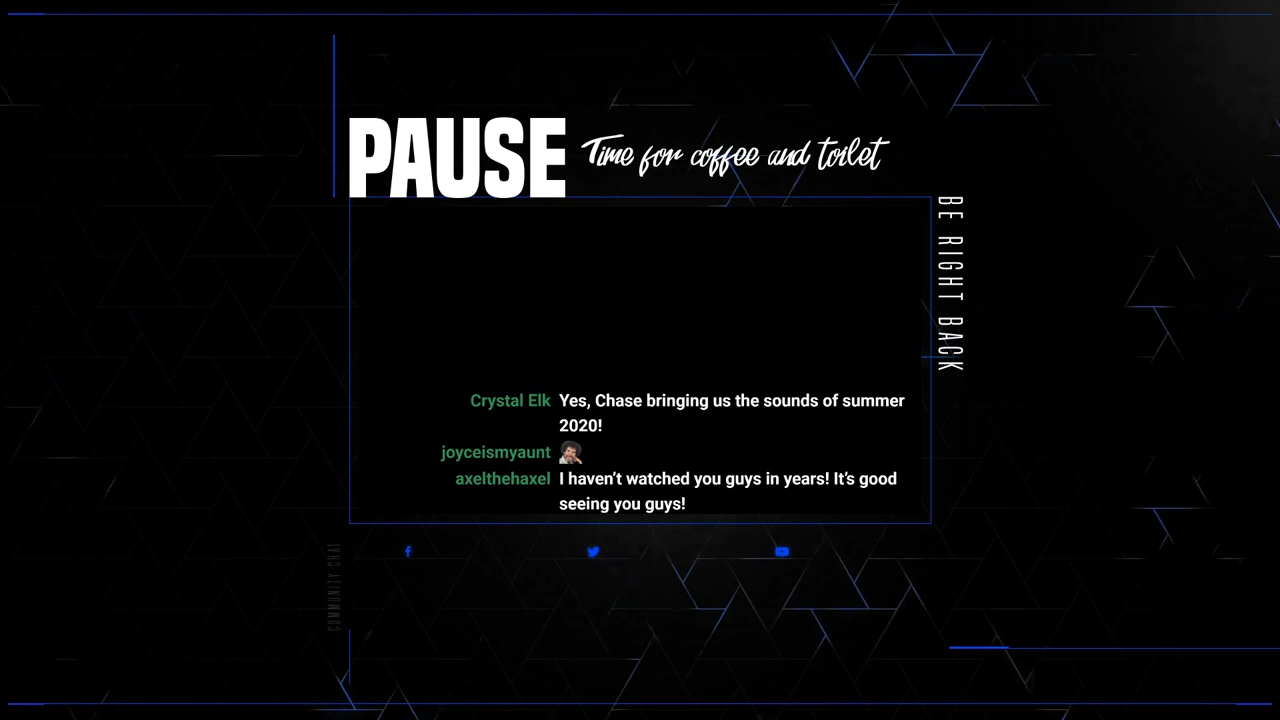 PAUSE Time for coffee and toilet
BE RIGHT BACK
Crystal Elk Yes, Chase bringing us the sounds of summer
2020!
joyceismyaunt
axelthehaxel I haven’t watched you guys in years! It’s good
seeing you guys!
COMMUNITY CHAT